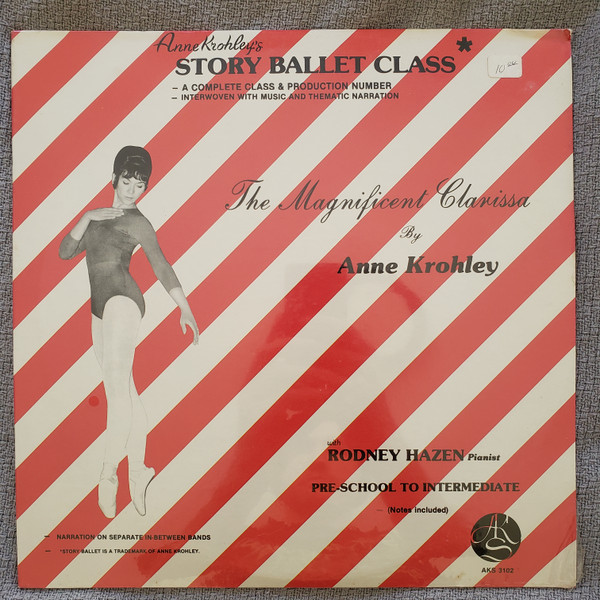 Anne Krohley's
STORY BALLET CLASS*
– A COMPLETE CLASS & PRODUCTION NUMBER
– INTERWOVEN WITH MUSIC AND THEMATIC NARRATION
10.00
The Magnificent Clarissa
By
Anne Krohley
with
RODNEY HAZEN Pianist
PRE-SCHOOL TO INTERMEDIATE
– (Notes included)
– NARRATION ON SEPARATE IN-BETWEEN BANDS
– *STORY BALLET IS A TRADEMARK OF ANNE KROHLEY.
AKS 3102